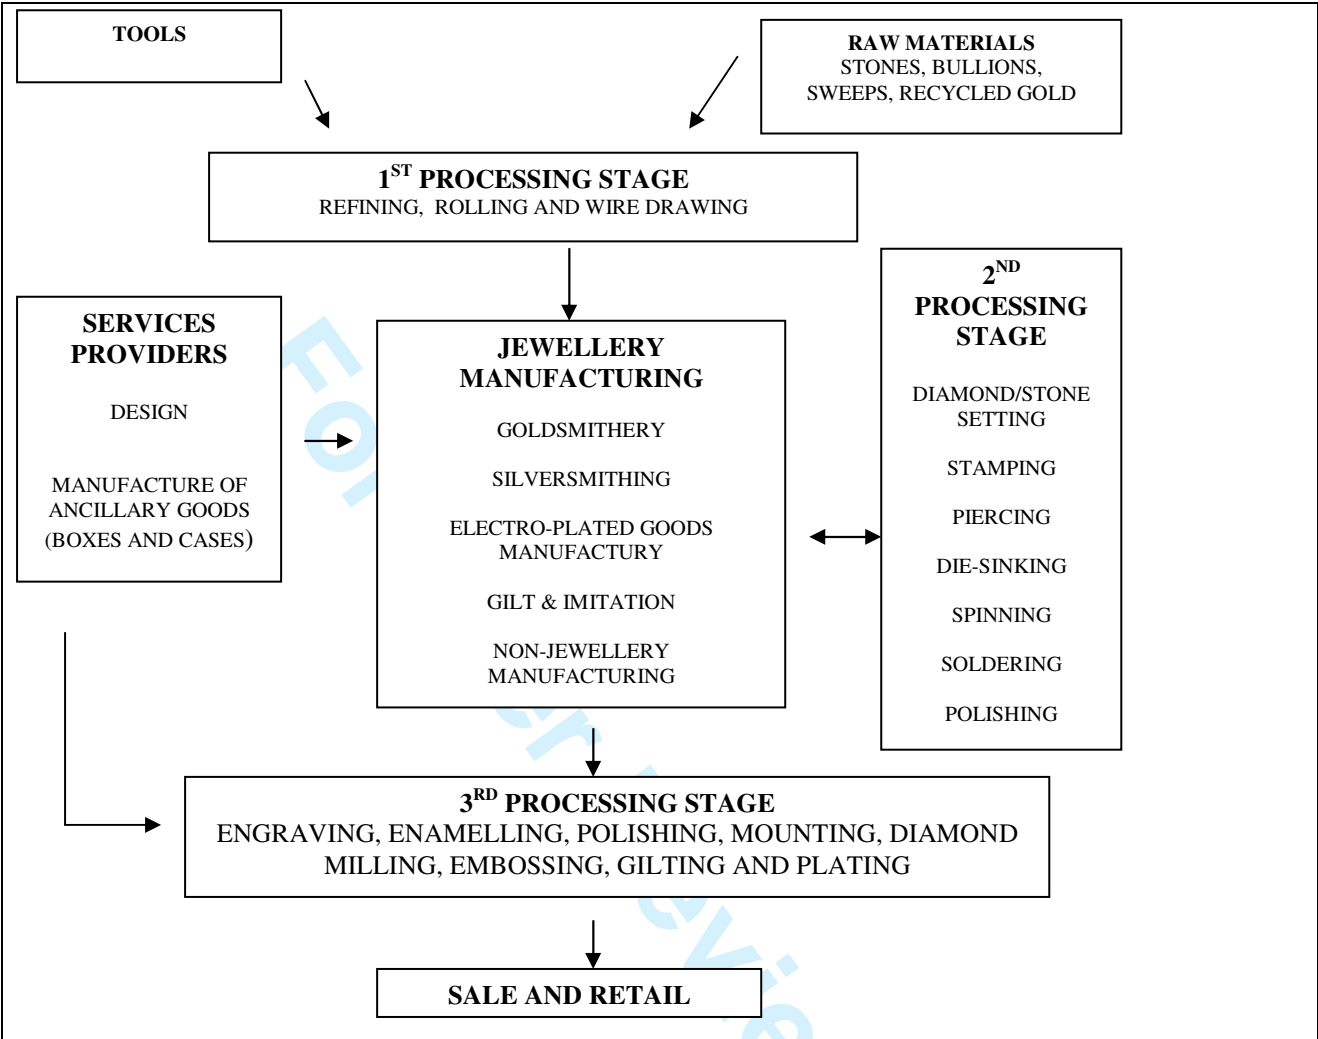 TOOLS
RAW MATERIALS
STONES, BULLIONS,
SWEEPS, RECYCLED GOLD
1ST PROCESSING STAGE
REFINING, ROLLING AND WIRE DRAWING
SERVICES
PROVIDERS
DESIGN
MANUFACTURE OF
ANCILLARY GOODS
(BOXES AND CASES)
JEWELLERY
MANUFACTURING
GOLDSMITHERY
SILVERSMITHING
ELECTRO-PLATED GOODS
MANUFACTURY
GILT & IMITATION
NON-JEWELLERY
MANUFACTURING
2ND
PROCESSING
STAGE
DIAMOND/STONE
SETTING
STAMPING
PIERCING
DIE-SINKING
SPINNING
SOLDERING
POLISHING
3RD PROCESSING STAGE
ENGRAVING, ENAMELLING, POLISHING, MOUNTING, DIAMOND
MILLING, EMBOSSING, GILTING AND PLATING
SALE AND RETAIL
For